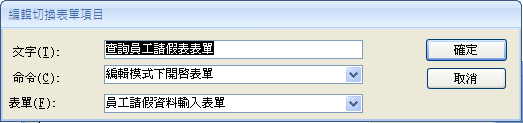 編輯切換表單項目
文字(T): 查詢員工請假表表單 確定
命令(C): 編輯模式下開啟表單 取消
表單(F): 員工請假資料輸入表單